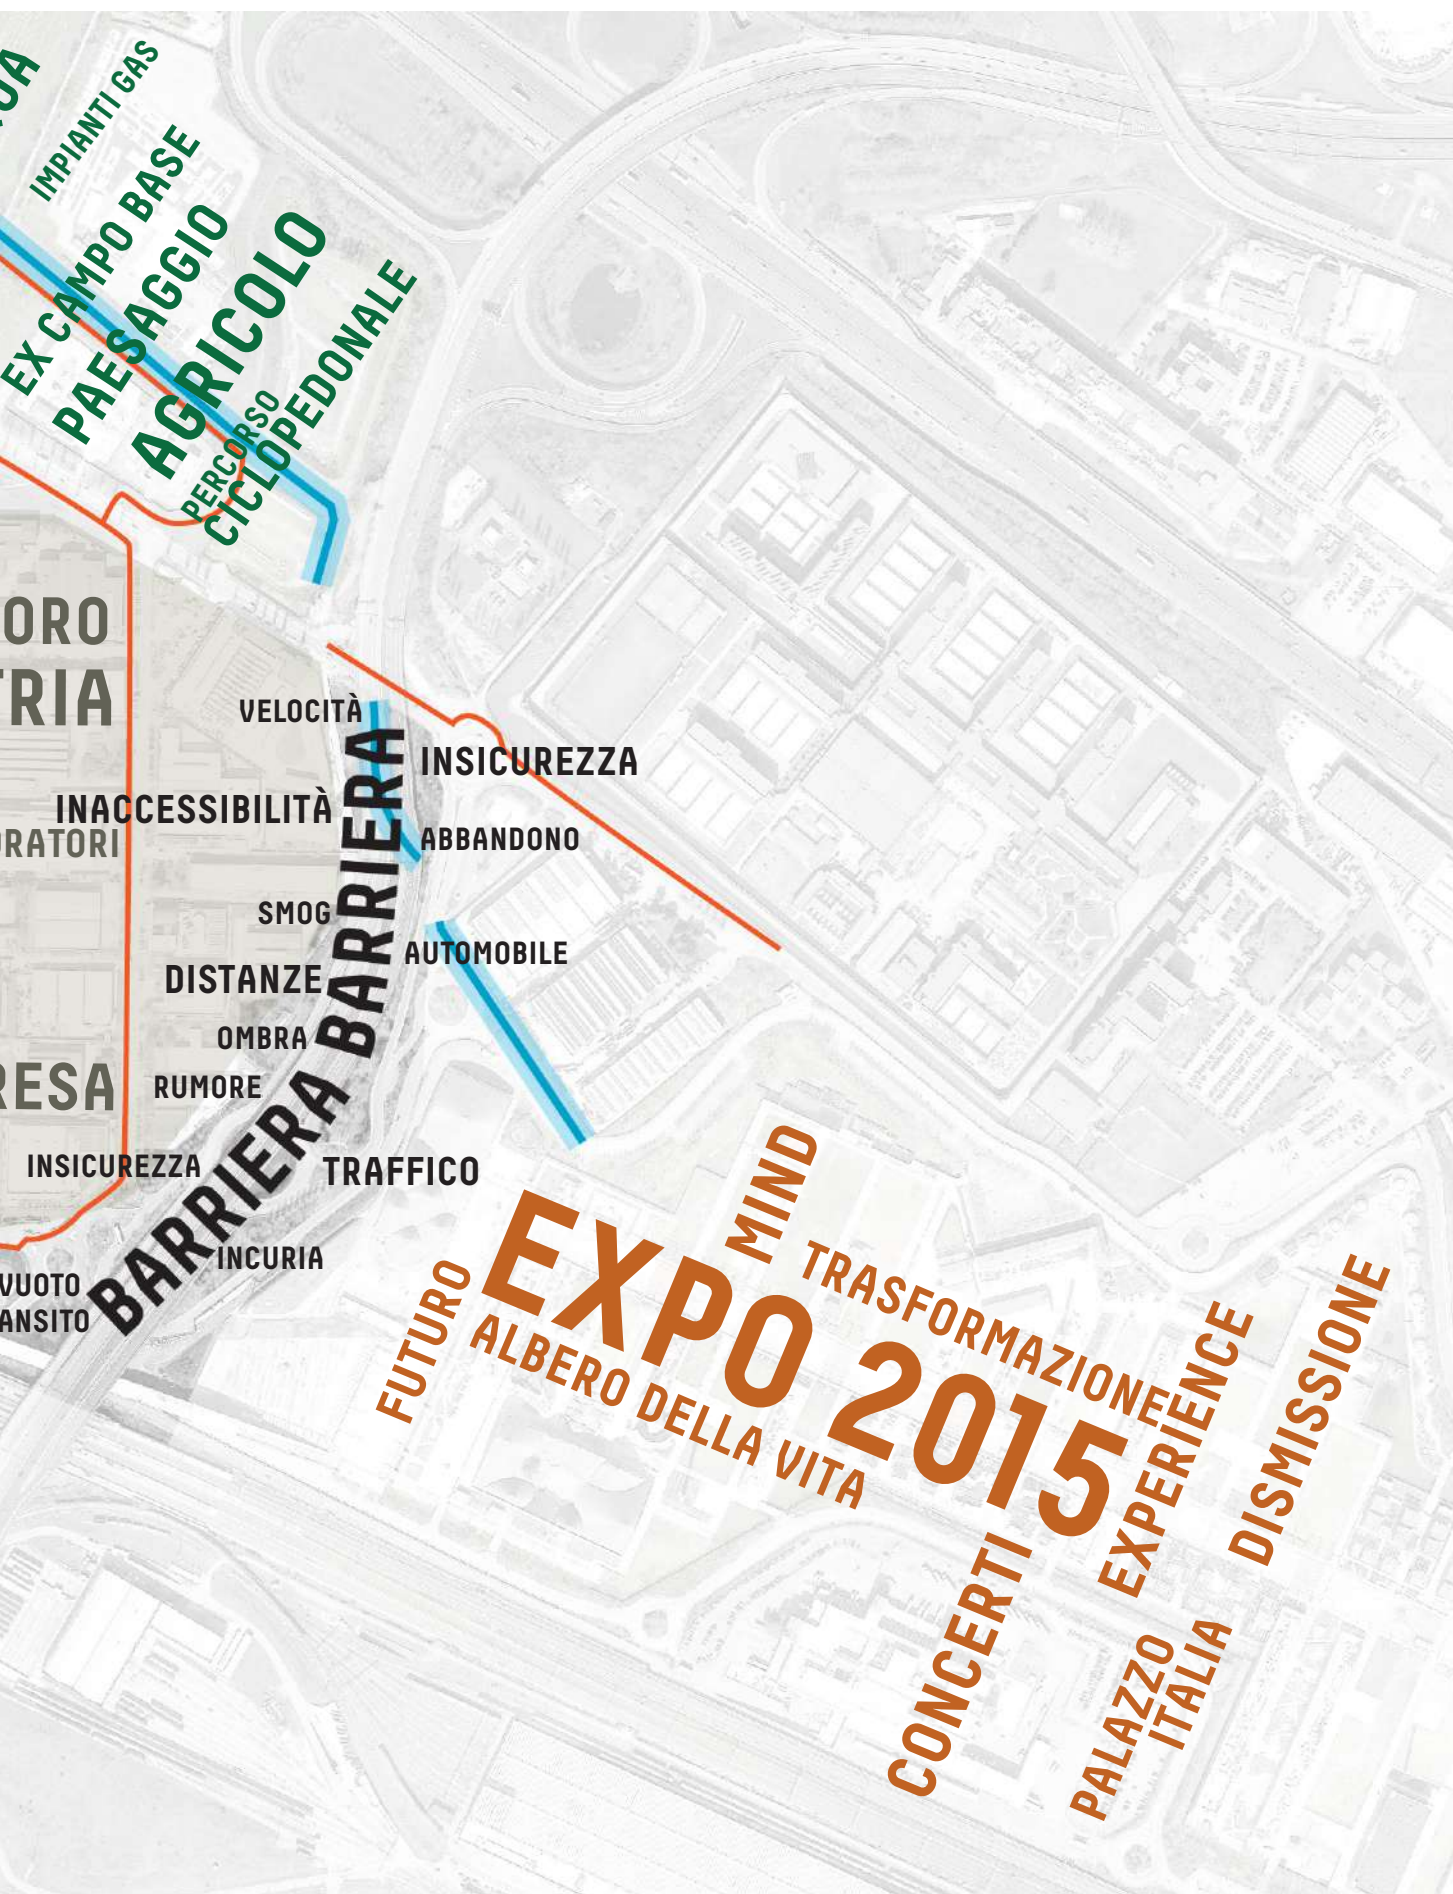 IMPIANTI GAS
EX CAMPO BASE
PAESAGGIO
AGRICOLO
PERCORSO
CICLOPEDONALE
ORO
TRIA
RATORI
RESA
VELOCITÀ
INSICUREZZA
INACCESSIBILITÀ
ABBANDONO
SMOG
AUTOMOBILE
DISTANZE
OMBRA
RUMORE
BARRIERA
BARRIERA
INSICUREZZA
TRAFFICO
INCURIA
VUOTO
ANSITO
MIND
EXPO 2015
TRASFORMAZIONE
FUTURO
ALBERO DELLA VITA
EXPERIENCE
DISMISSIONE
CONCERTI
PALAZZO
ITALIA